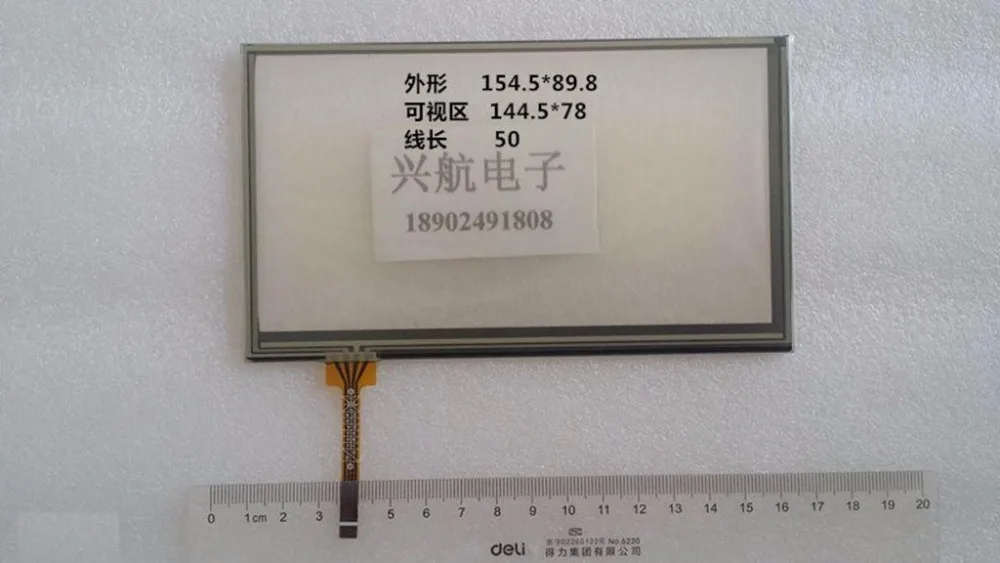 外形 154.5*89.8
可视区 144.5*78
线长 50
兴航电子
18902491808
0 1cm 2 3 5 6 7 8 9 10 11 12 13 14 15 16 17 18 19 20
deli
No.6220
得力集团有限公司